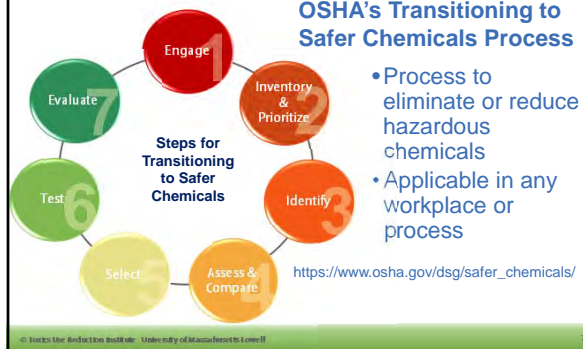 OSHA's Transitioning to
Safer Chemicals Process
•Process to
eliminate or reduce
hazardous
chemicals
• Applicable in any
workplace or
process
https://www.osha.gov/dsg/safer_chemicals/
Steps for
Transitioning
to Safer
Chemicals
1
Engage
2
Inventory
&
Prioritize
3
Identify
4
Assess &
Compare
5
Select
6
Test
7
Evaluate
© Toxics Use Reduction Institute University of Massachusetts Lowell